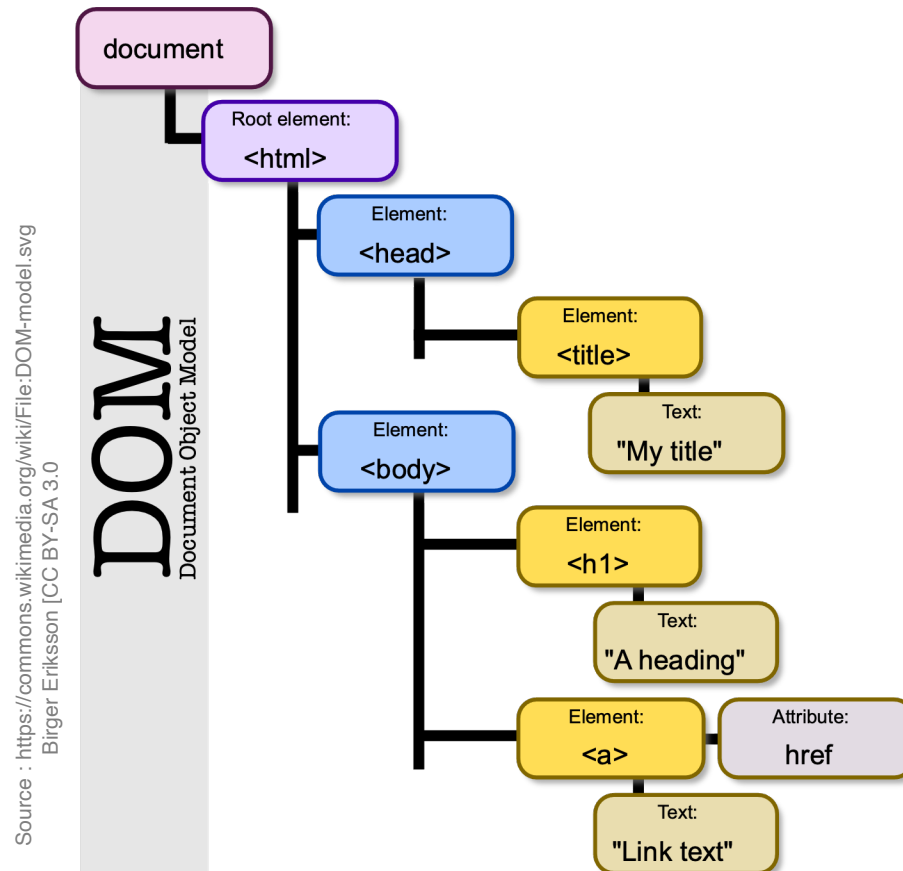 document
Root element:
<html>
Element:
<head>
Element:
<title>
Text:
"My title"
Element:
<body>
Element:
<h1>
Text:
"A heading"
Element:
<a>
Attribute:
href
Text:
"Link text"
DOM
Document Object Model
Source : https://commons.wikimedia.org/wiki/File:DOM-model.svg
Birger Eriksson [CC BY-SA 3.0